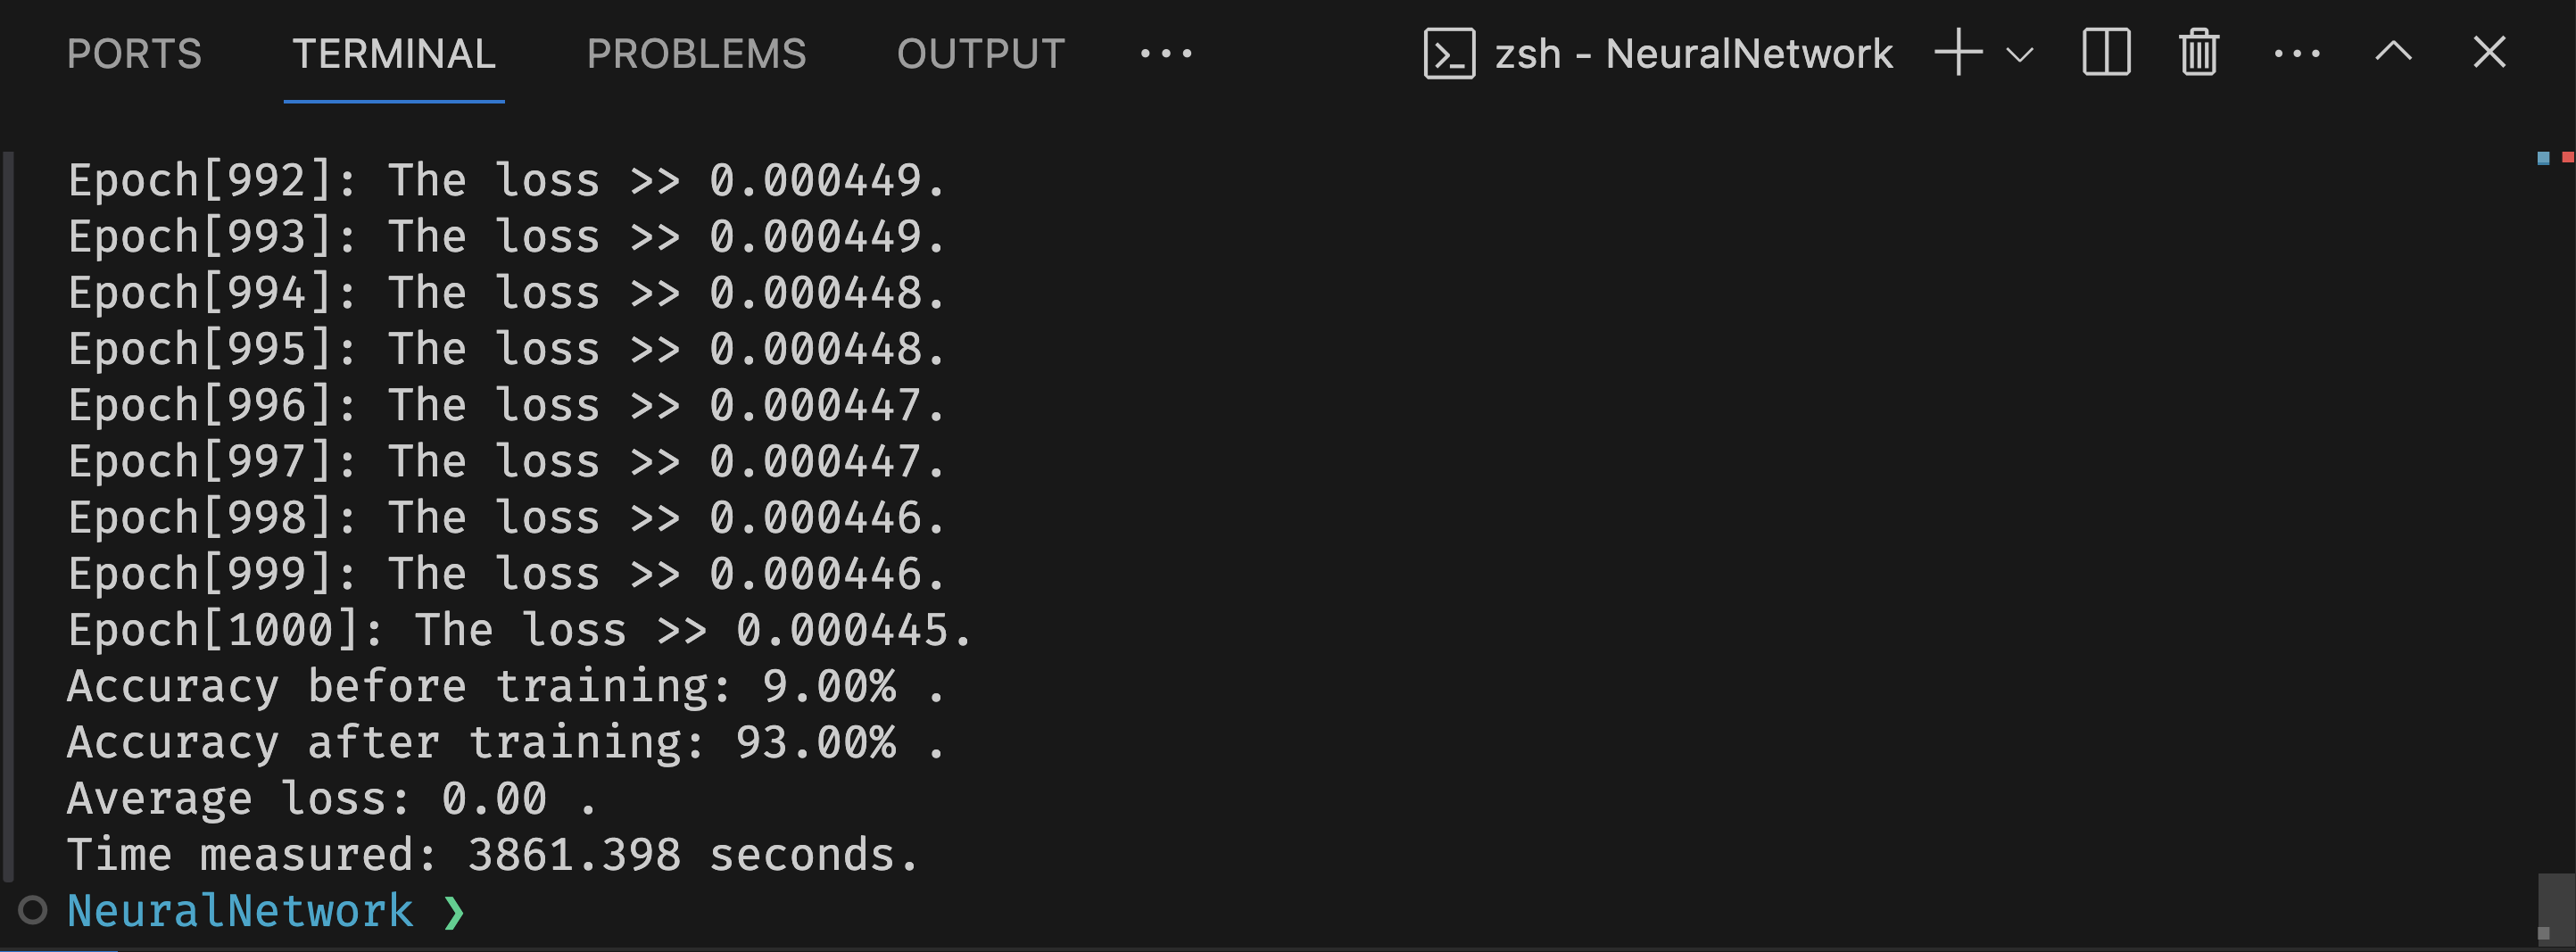 PORTS TERMINAL PROBLEMS OUTPUT ··· zsh - NeuralNetwork
Epoch[992]: The loss >> 0.000449.
Epoch[993]: The loss >> 0.000449.
Epoch[994]: The loss >> 0.000448.
Epoch[995]: The loss >> 0.000448.
Epoch[996]: The loss >> 0.000447.
Epoch[997]: The loss >> 0.000447.
Epoch[998]: The loss >> 0.000446.
Epoch[999]: The loss >> 0.000446.
Epoch[1000]: The loss >> 0.000445.
Accuracy before training: 9.00% .
Accuracy after training: 93.00% .
Average loss: 0.00 .
Time measured: 3861.398 seconds.
NeuralNetwork ❯